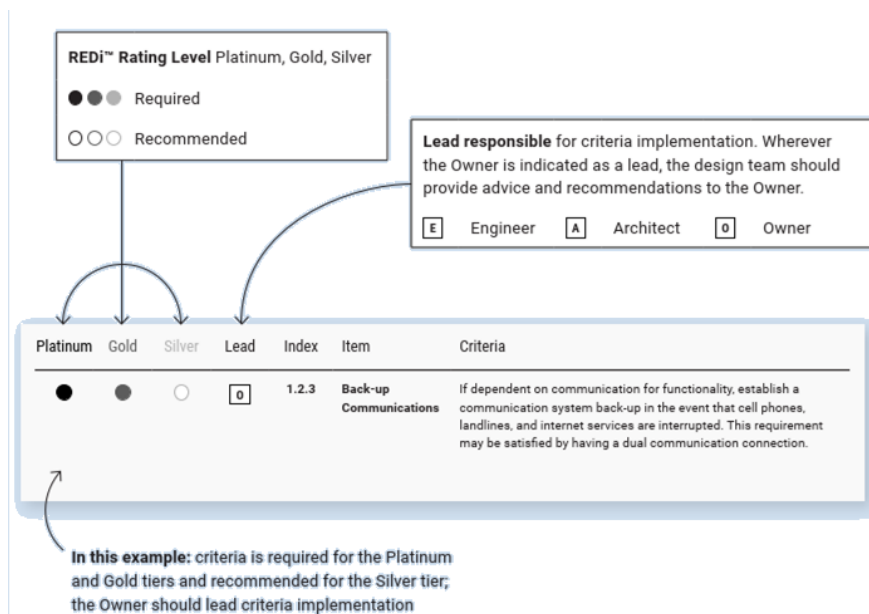 REDi™ Rating Level Platinum, Gold, Silver
Required
Recommended
Lead responsible for criteria implementation. Wherever
the Owner is indicated as a lead, the design team should
provide advice and recommendations to the Owner.
E Engineer A Architect O Owner
Platinum Gold Silver Lead Index Item Criteria
O 1.2.3 Back-up Communications If dependent on communication for functionality, establish a
communication system back-up in the event that cell phones,
landlines, and internet services are interrupted. This requirement
may be satisfied by having a dual communication connection.
In this example: criteria is required for the Platinum
and Gold tiers and recommended for the Silver tier;
the Owner should lead criteria implementation